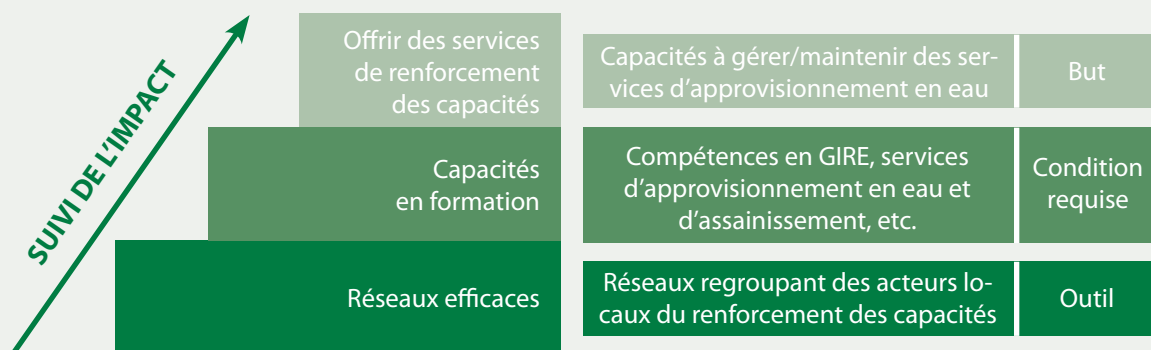 SUIVI DE L'IMPACT
Offrir des services
de renforcement
des capacités
Capacités à gérer/maintenir des ser-
vices d'approvisionnement en eau
But
Capacités
en formation
Compétences en GIRE, services
d'approvisionnement en eau et
d'assainissement, etc.
Condition
requise
Réseaux efficaces
Réseaux regroupant des acteurs lo-
caux du renforcement des capacités
Outil